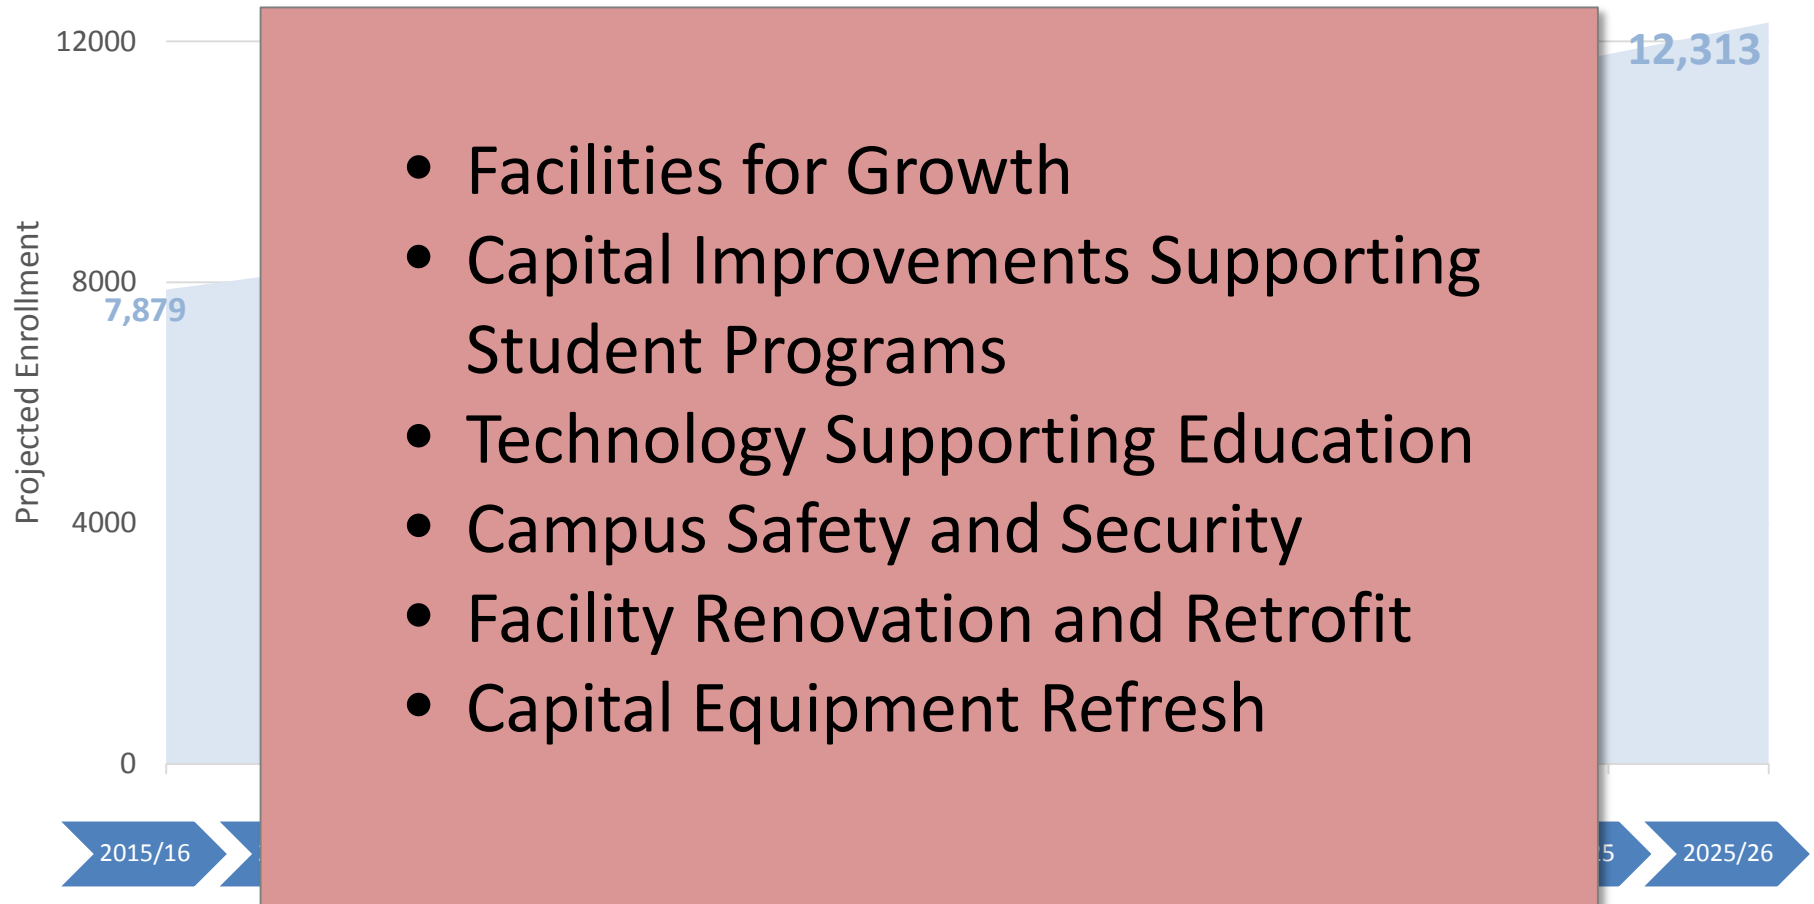 12000
12,313
8000
7,879
4000
0
Projected Enrollment
• Facilities for Growth
• Capital Improvements Supporting
Student Programs
• Technology Supporting Education
• Campus Safety and Security
• Facility Renovation and Retrofit
• Capital Equipment Refresh
2015/16
2025/26